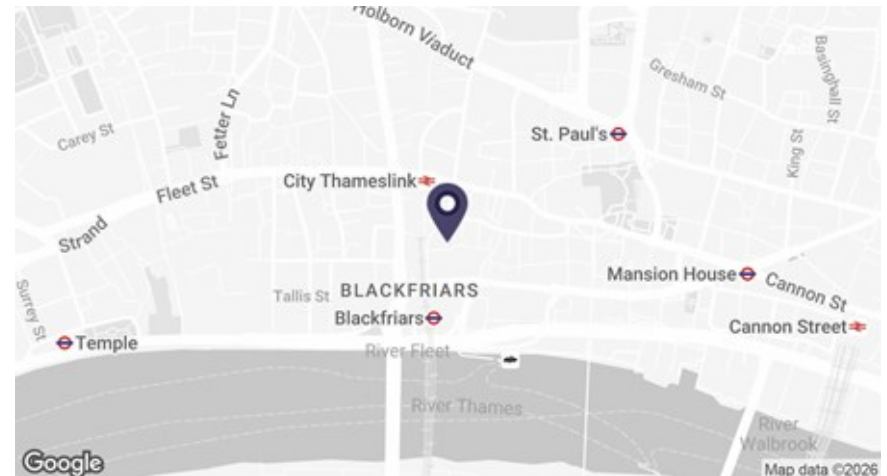 Holborn Viaduct
Basinghall St
Gresham St
Fetter Ln
Carey St
St. Paul's
King St
City Thameslink
Fleet St
Strand
Mansion House
Cannon St
Surrey St
Tallis St
BLACKFRIARS
Blackfriars
Cannon Street
Temple
River Fleet
River Thames
River
Walbrook
Google
Map data ©2026